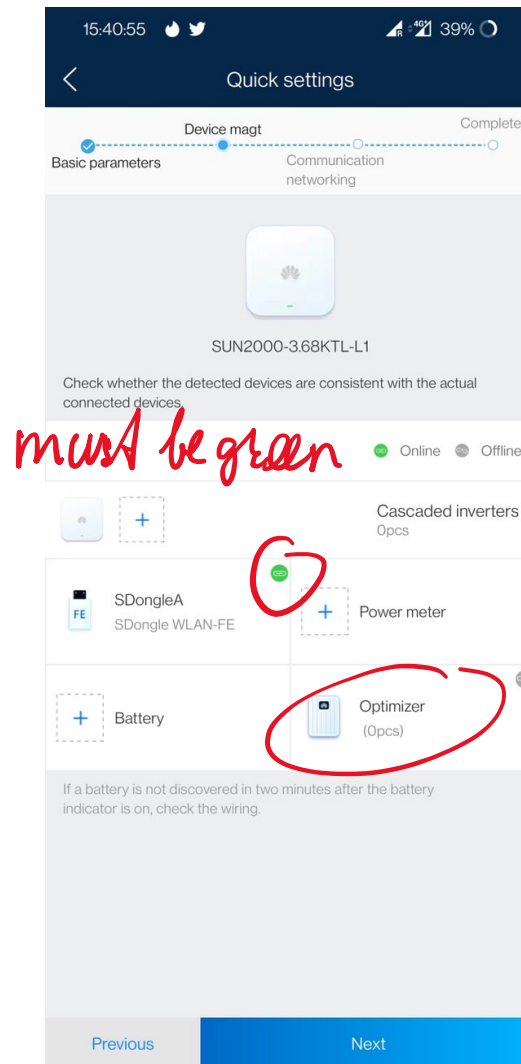 15:40:55 4G 39%
Quick settings
Device magt Complete
Basic parameters Communication
networking
SUN2000-3.68KTL-L1
Check whether the detected devices are consistent with the actual
connected devices.
must be green
Online Offline
+ Cascaded inverters
0pcs
FE SDongleA
SDongle WLAN-FE
+ Power meter
+ Battery
Optimizer
(0pcs)
If a battery is not discovered in two minutes after the battery
indicator is on, check the wiring.
Previous Next